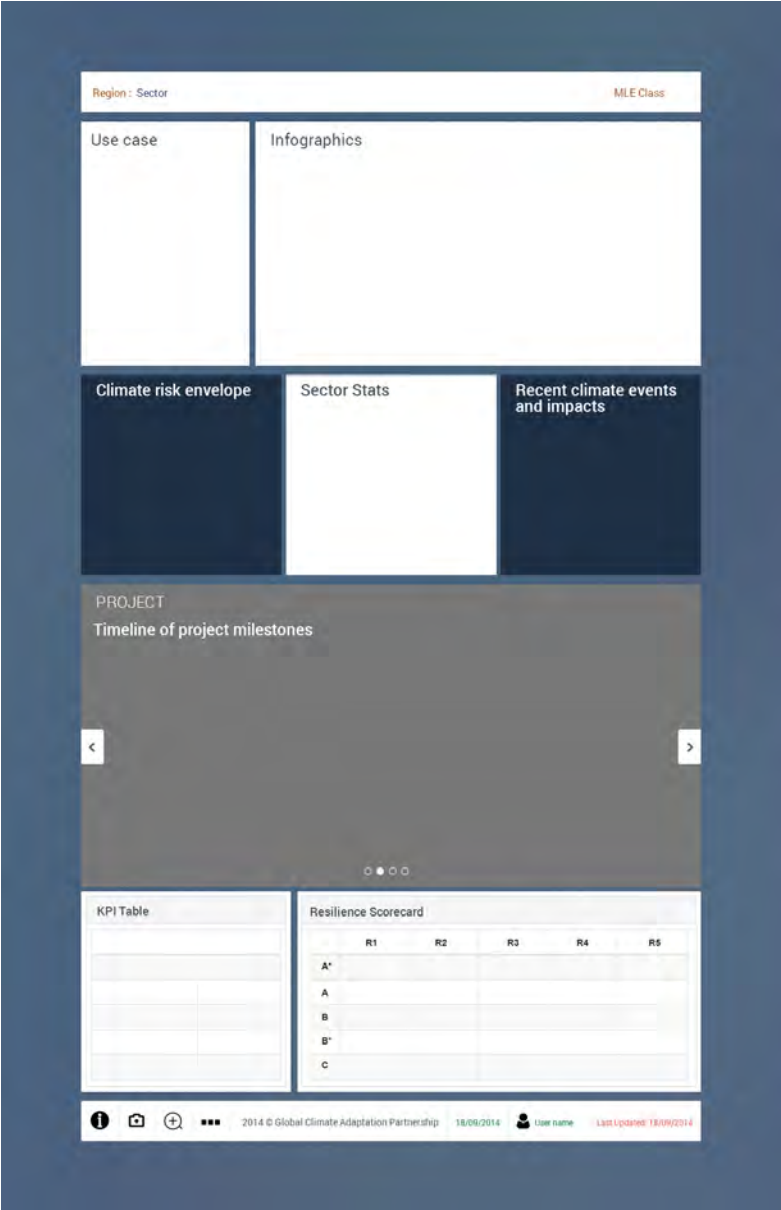 Region : Sector
MLE Class
Use case
Infographics
Climate risk envelope
Sector Stats
Recent climate events
and impacts
PROJECT
Timeline of project milestones
KPI Table
Resilience Scorecard
R1 R2 R3 R4 R5
A*
A
B
B*
C
2014 © Global Climate Adaptation Partnership 18/09/2014 User name Last Updated: 18/09/2014